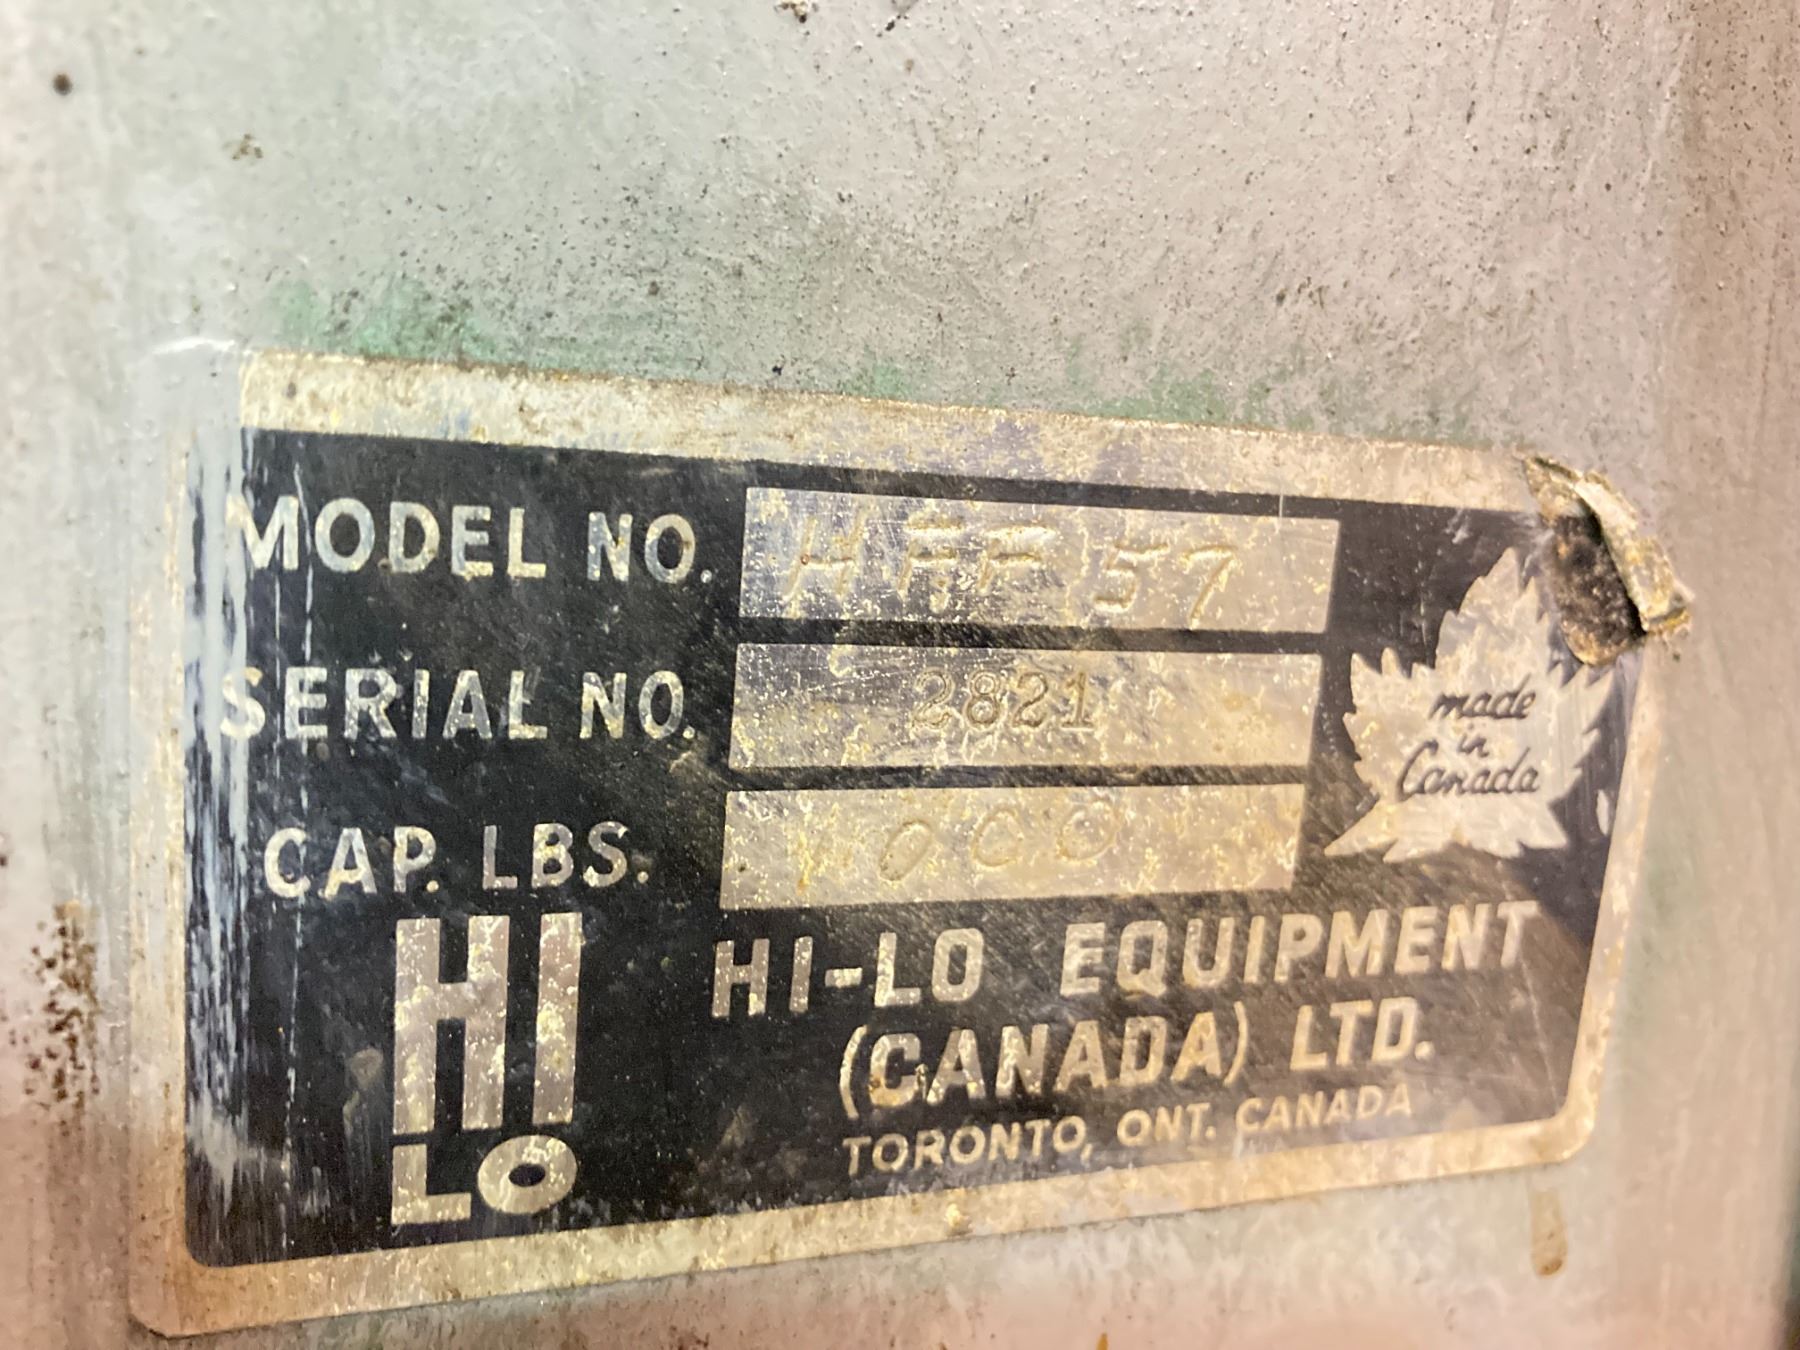 MODEL NO. HFF 57
SERIAL NO. 2821
CAP. LBS.
made
in
Canada
HI
LO
HI-LO EQUIPMENT
(CANADA) LTD.
TORONTO, ONT. CANADA